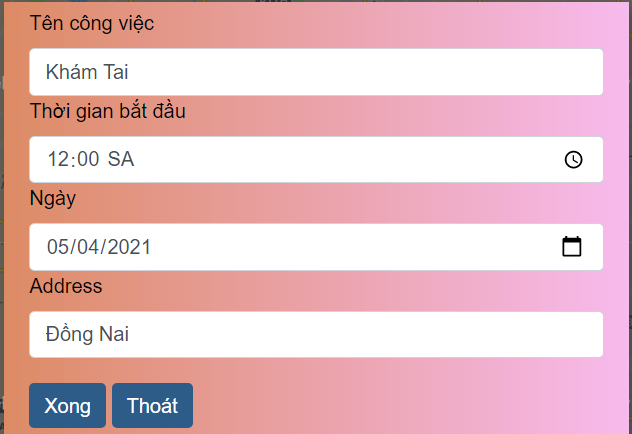 Tên công việc
Khám Tai
Thời gian bắt đầu
12:00 SA
Ngày
05/04/2021
Address
Đồng Nai
Xong Thoát